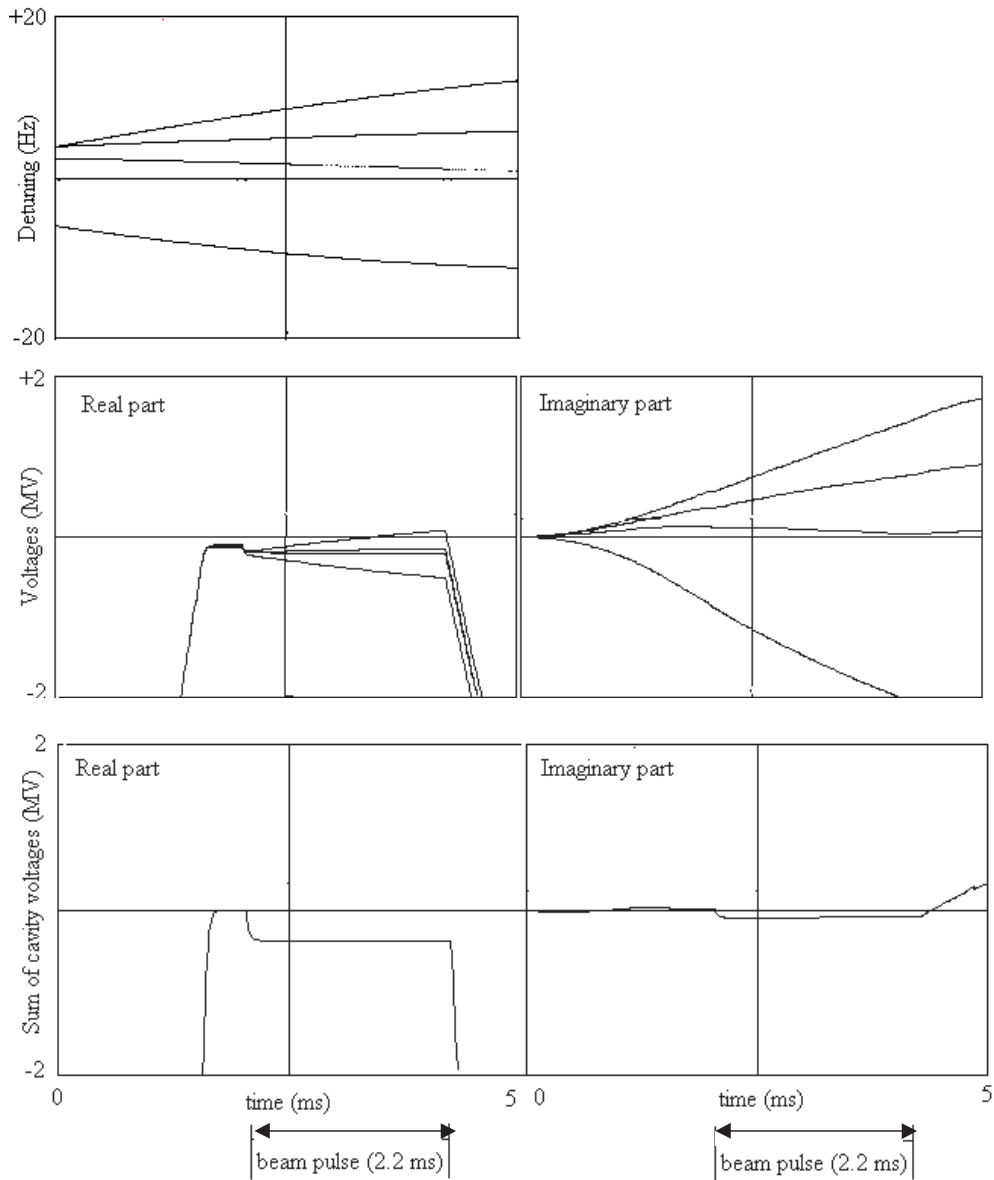 +20
Detuning (Hz)
-20
+2
Real part
Imaginary part
Voltages (MV)
-2
2
Real part
Imaginary part
Sum of cavity voltages (MV)
-2
0
time (ms)
5
0
time (ms)
5
beam pulse (2.2 ms)
beam pulse (2.2 ms)